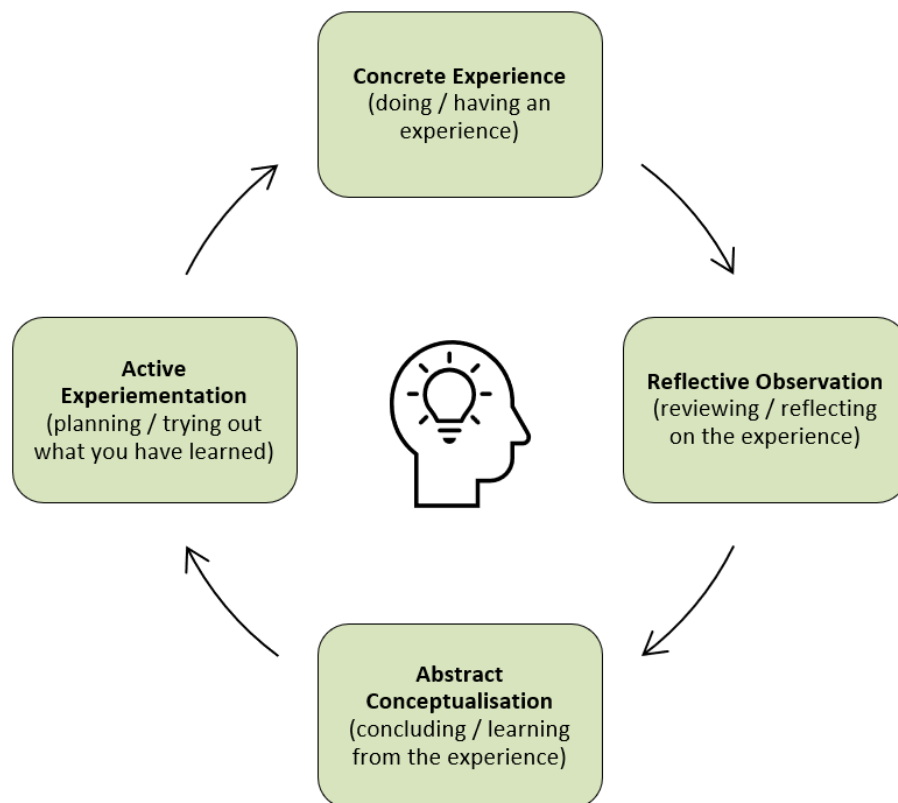 Concrete Experience
(doing / having an
experience)
Reflective Observation
(reviewing / reflecting
on the experience)
Abstract
Conceptualisation
(concluding / learning
from the experience)
Active
Experiementation
(planning / trying out
what you have learned)